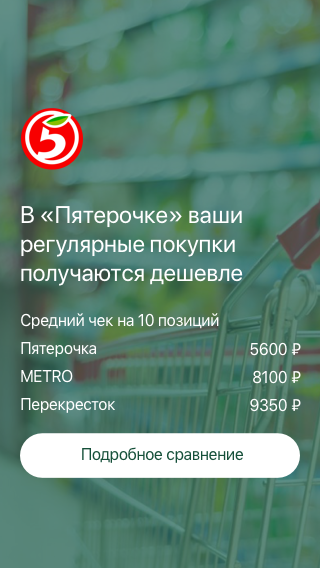 5
В «Пятерочке» ваши
регулярные покупки
получаются дешевле
Средний чек на 10 позиций
Пятерочка 5600 ₽
METRO 8100 ₽
Перекресток 9350 ₽
Подробное сравнение